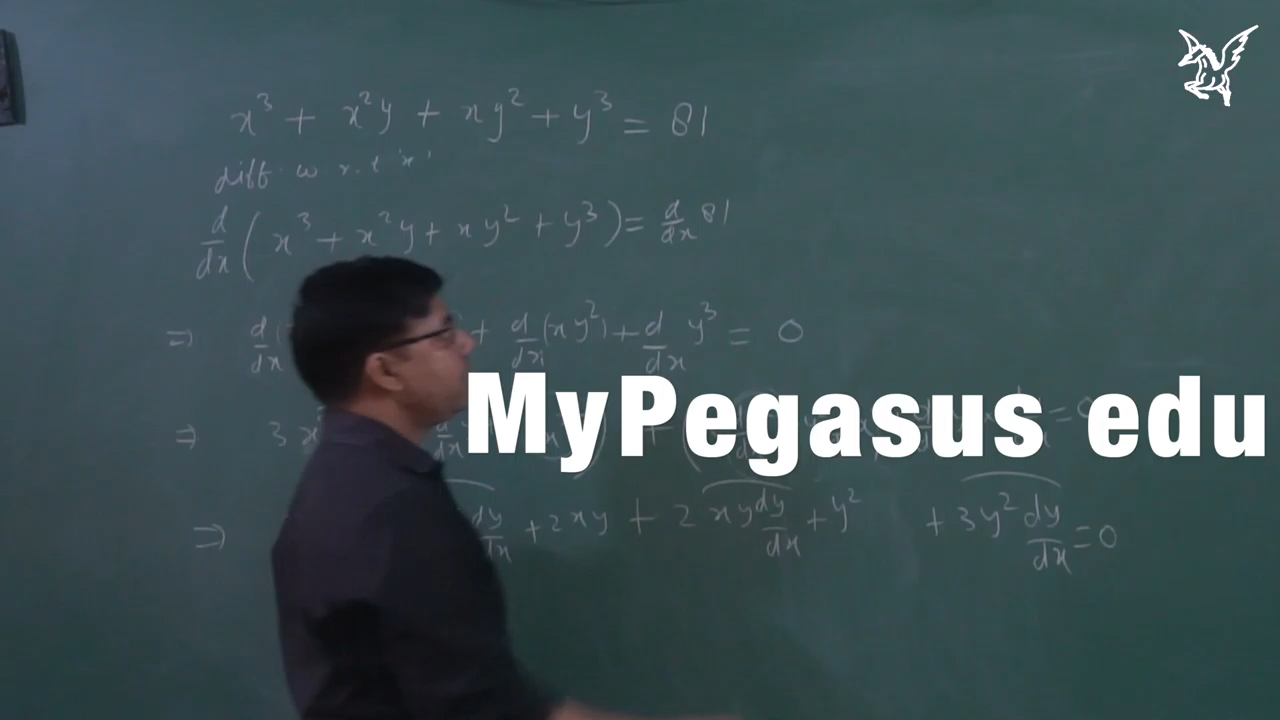 x³ + x²y + xy² + y³ = 81
diff w r.t 'x'
d/dx ( x³ + x²y + xy² + y³ ) = d/dx 81
⇒ d/dx ( + d/dx (xy²) + d/dx y³ = 0
⇒ 3x
MyPegasus edu
⇒ dy/dx + 2xy + 2xy dy/dx + y² + 3y² dy/dx = 0